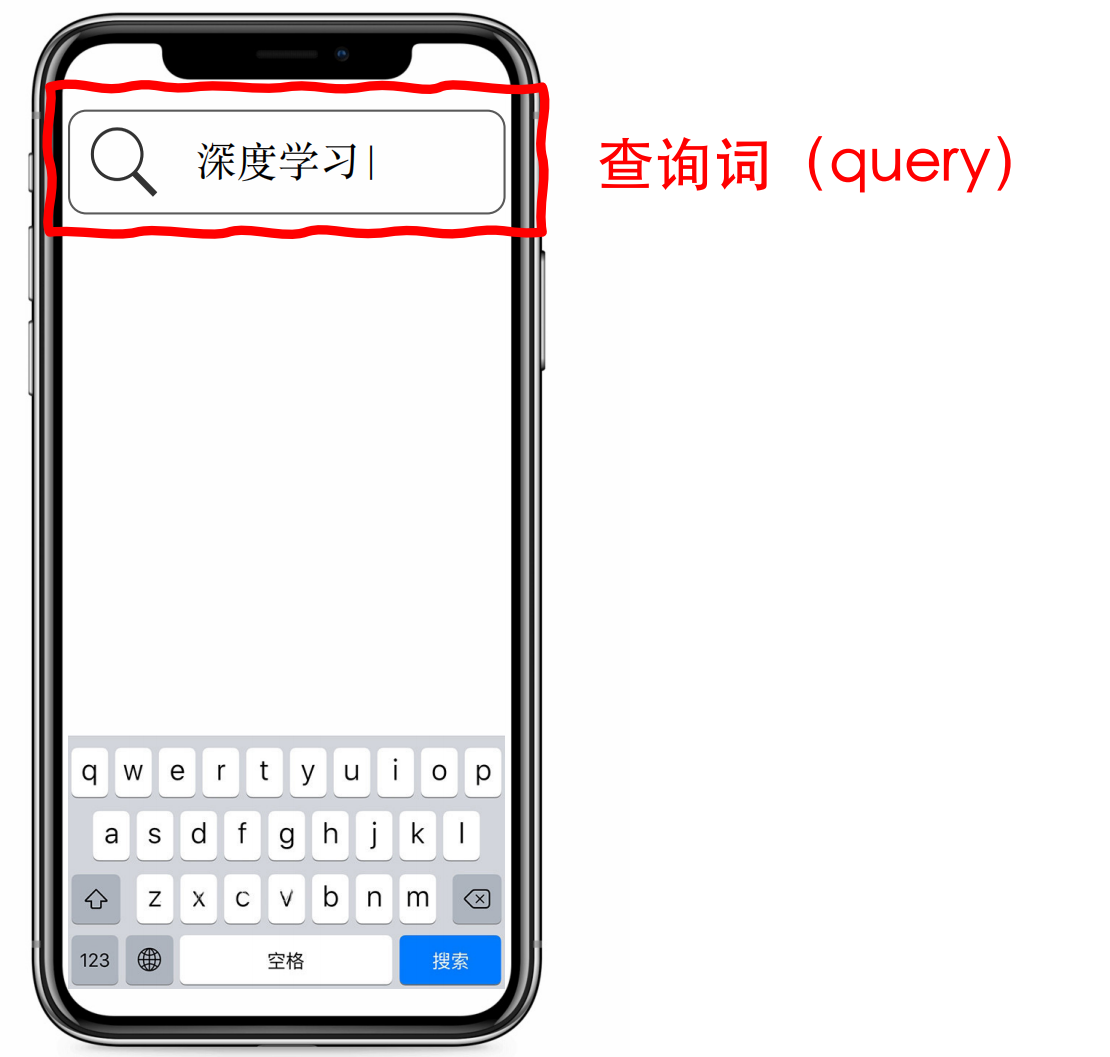 深度学习|
查询词（query）
q w e r t y u i o p
a s d f g h j k l
z x c v b n m
123 空格 搜索